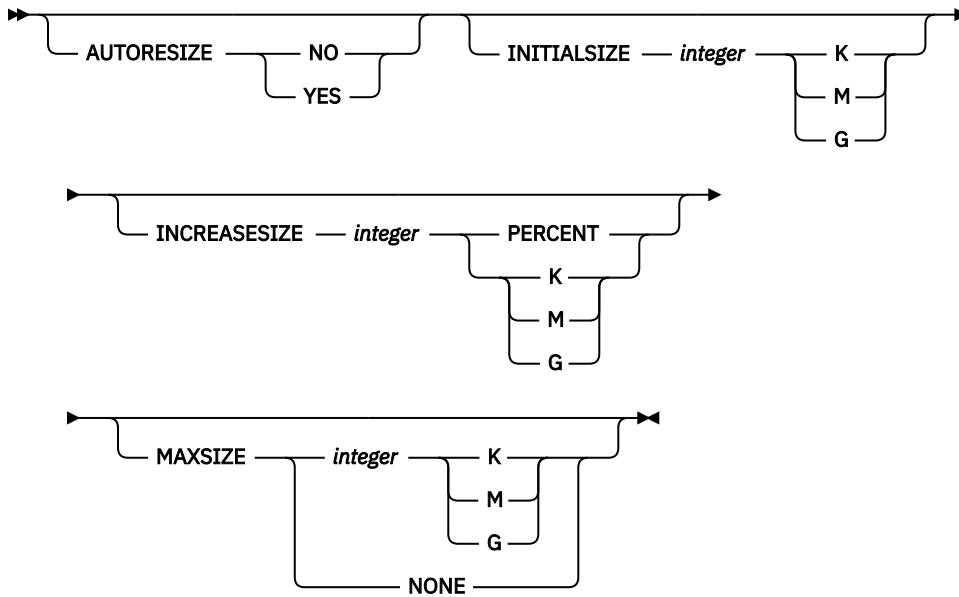 AUTORESIZE NO INITIALSIZE integer K
YES M
G
INCREASESIZE integer PERCENT
K
M
G
MAXSIZE integer K
M
G
NONE